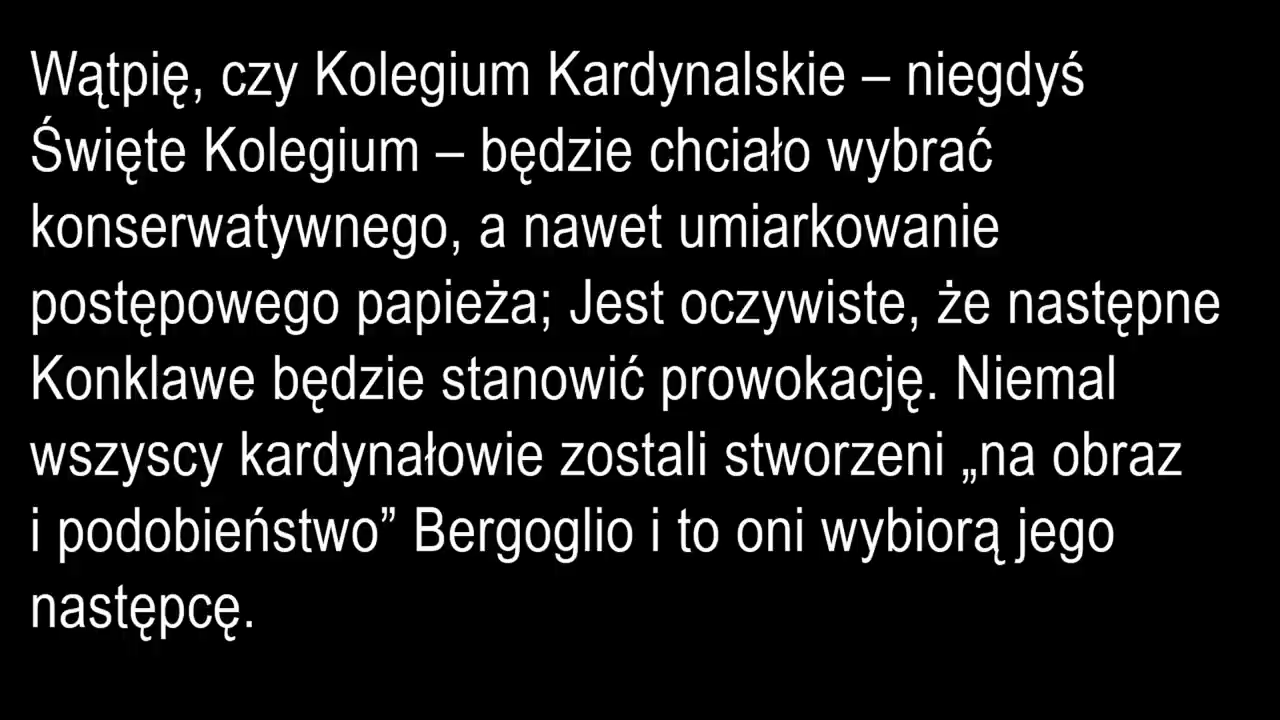 Wątpię, czy Kolegium Kardynalskie – niegdyś
Święte Kolegium – będzie chciało wybrać
konserwatywnego, a nawet umiarkowanie
postępowego papieża; Jest oczywiste, że następne
Konklawe będzie stanowić prowokację. Niemal
wszyscy kardynałowie zostali stworzeni „na obraz
i podobieństwo” Bergoglio i to oni wybiorą jego
następcę.